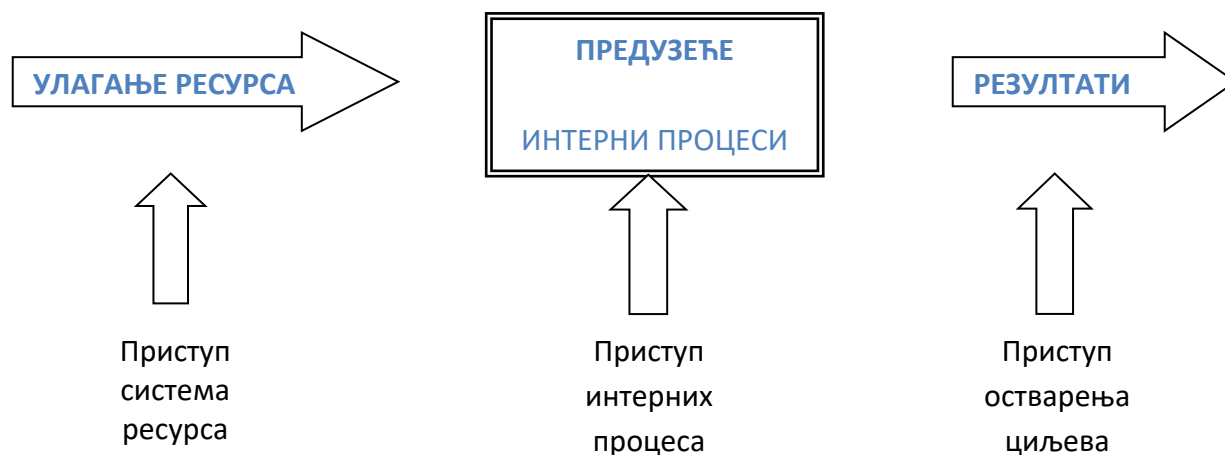 УЛАГАЊЕ РЕСУРСА
ПРЕДУЗЕЋЕ
ИНТЕРНИ ПРОЦЕСИ
РЕЗУЛТАТИ
Приступ
система
ресурса
Приступ
интерних
процеса
Приступ
остварења
циљева